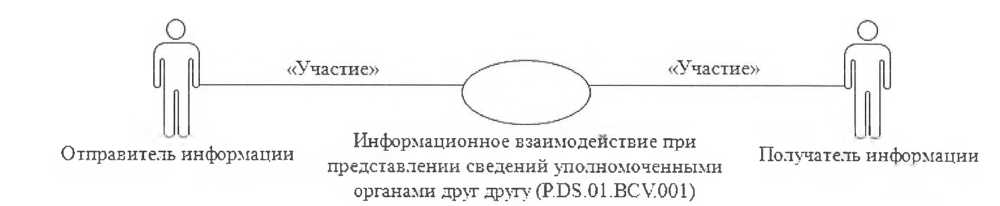 «Участие»
«Участие»
Отправитель информации
Информационное взаимодействие при
представлении сведений уполномоченными
органами друг другу (P.DS.01.BCV.001)
Получатель информации